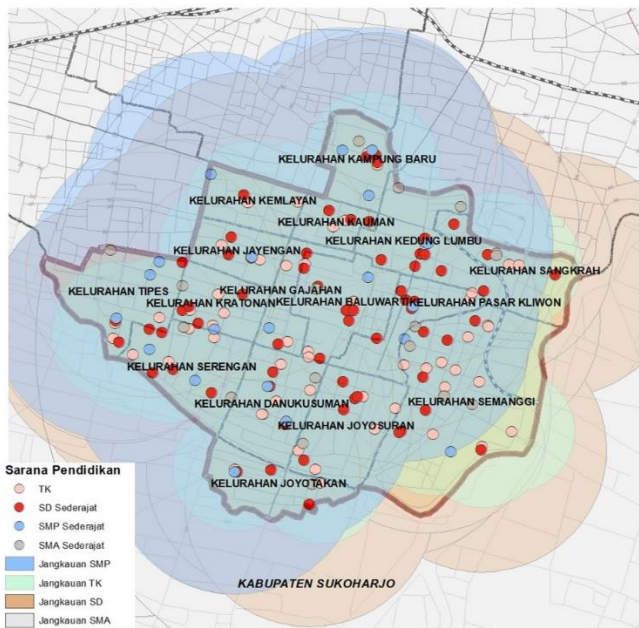 KELURAHAN KAMPUNG BARU
KELURAHAN KEMLAYAN
KELURAHAN KAUMAN
KELURAHAN KEDUNG LUMBU
KELURAHAN JAYENGAN
KELURAHAN SANGKRAH
KELURAHAN TIPES
KELURAHAN GAJAHAN
KELURAHAN KRATONAN
KELURAHAN BALUWARTI
KELURAHAN PASAR KLIWON
KELURAHAN SERENGAN
KELURAHAN DANUKUSUMAN
KELURAHAN SEMANGGI
KELURAHAN JOYOSURAN
KELURAHAN JOYOTAKAN
KABUPATEN SUKOHARJO
Sarana Pendidikan
TK
SD Sederajat
SMP Sederajat
SMA Sederajat
Jangkauan SMP
Jangkauan TK
Jangkauan SD
Jangkauan SMA